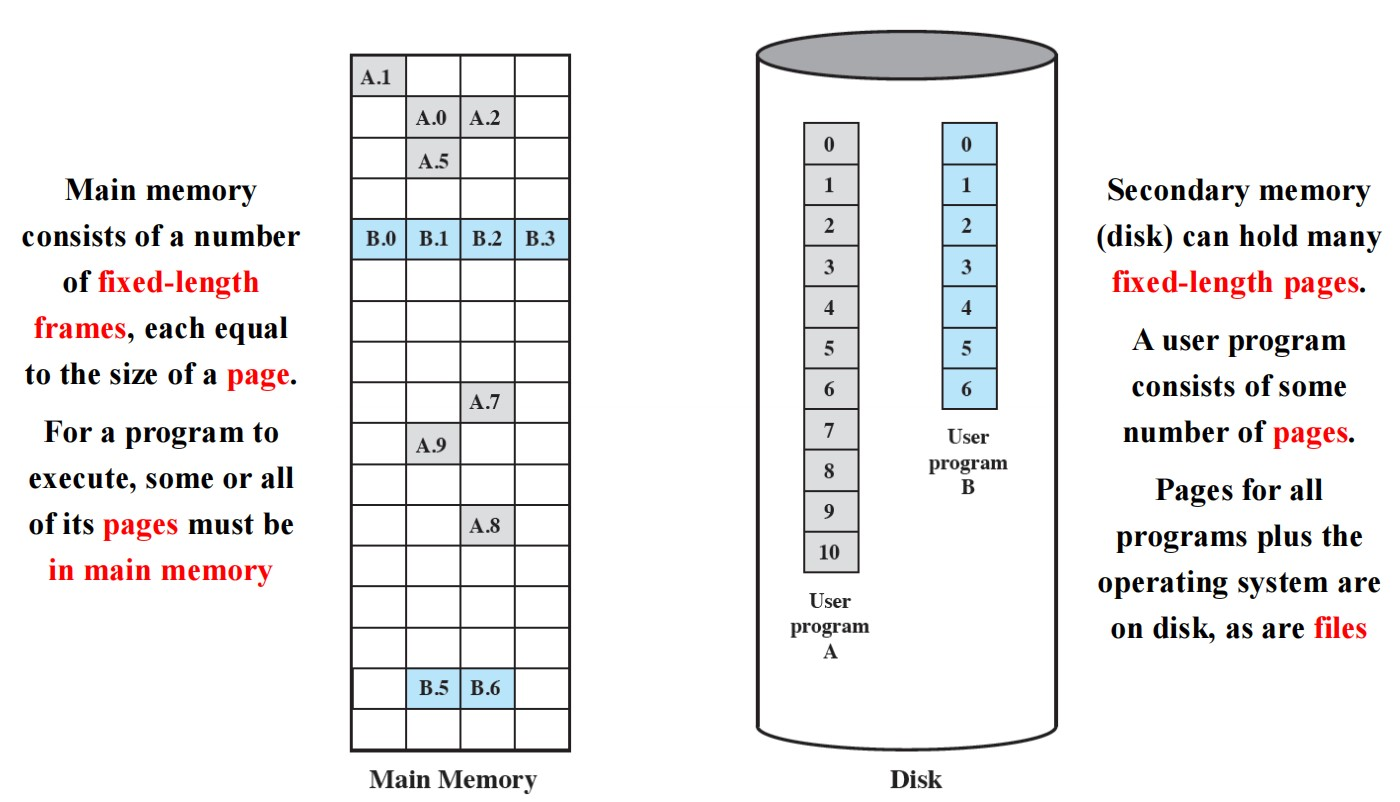 Main memory
consists of a number
of fixed-length
frames, each equal
to the size of a page.
For a program to
execute, some or all
of its pages must be
in main memory
A.1
A.0 A.2
A.5
B.0 B.1 B.2 B.3
A.7
A.9
A.8
B.5 B.6
Main Memory
0
1
2
3
4
5
6
7
8
9
10
User
program
A
0
1
2
3
4
5
6
User
program
B
Disk
Secondary memory
(disk) can hold many
fixed-length pages.
A user program
consists of some
number of pages.
Pages for all
programs plus the
operating system are
on disk, as are files